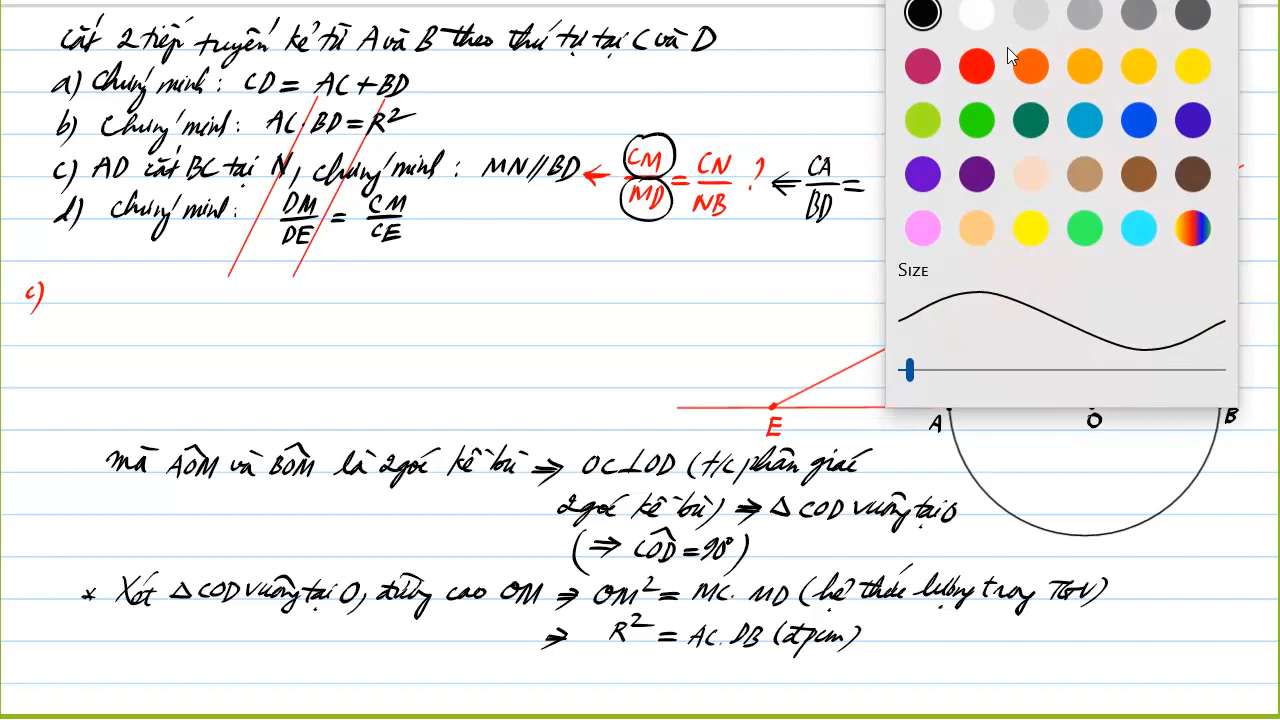 cắt 2 tiếp tuyến kẻ từ A và B theo thứ tự tại C và D
a) Chứng minh: CD = AC + BD
b) Chứng minh: AC.BD = R²
c) AD cắt BC tại N, chứng minh: MN // BD ← CM/MD = CN/NB ? ⇐ CA/BD =
d) Chứng minh: DM/DE = CM/CE
Size
c)
E
A
O
B
mà AÔM và BÔM là 2 góc kề bù ⇒ OC⊥OD (t/c phân giác
2 góc kề bù) ⇒ Δ COD vuông tại O
(⇒ CÔD = 90°)
* Xét Δ COD vuông tại O, đường cao OM ⇒ OM² = MC. MD (hệ thức lượng trong TGV)
⇒ R² = AC. DB (đpcm)